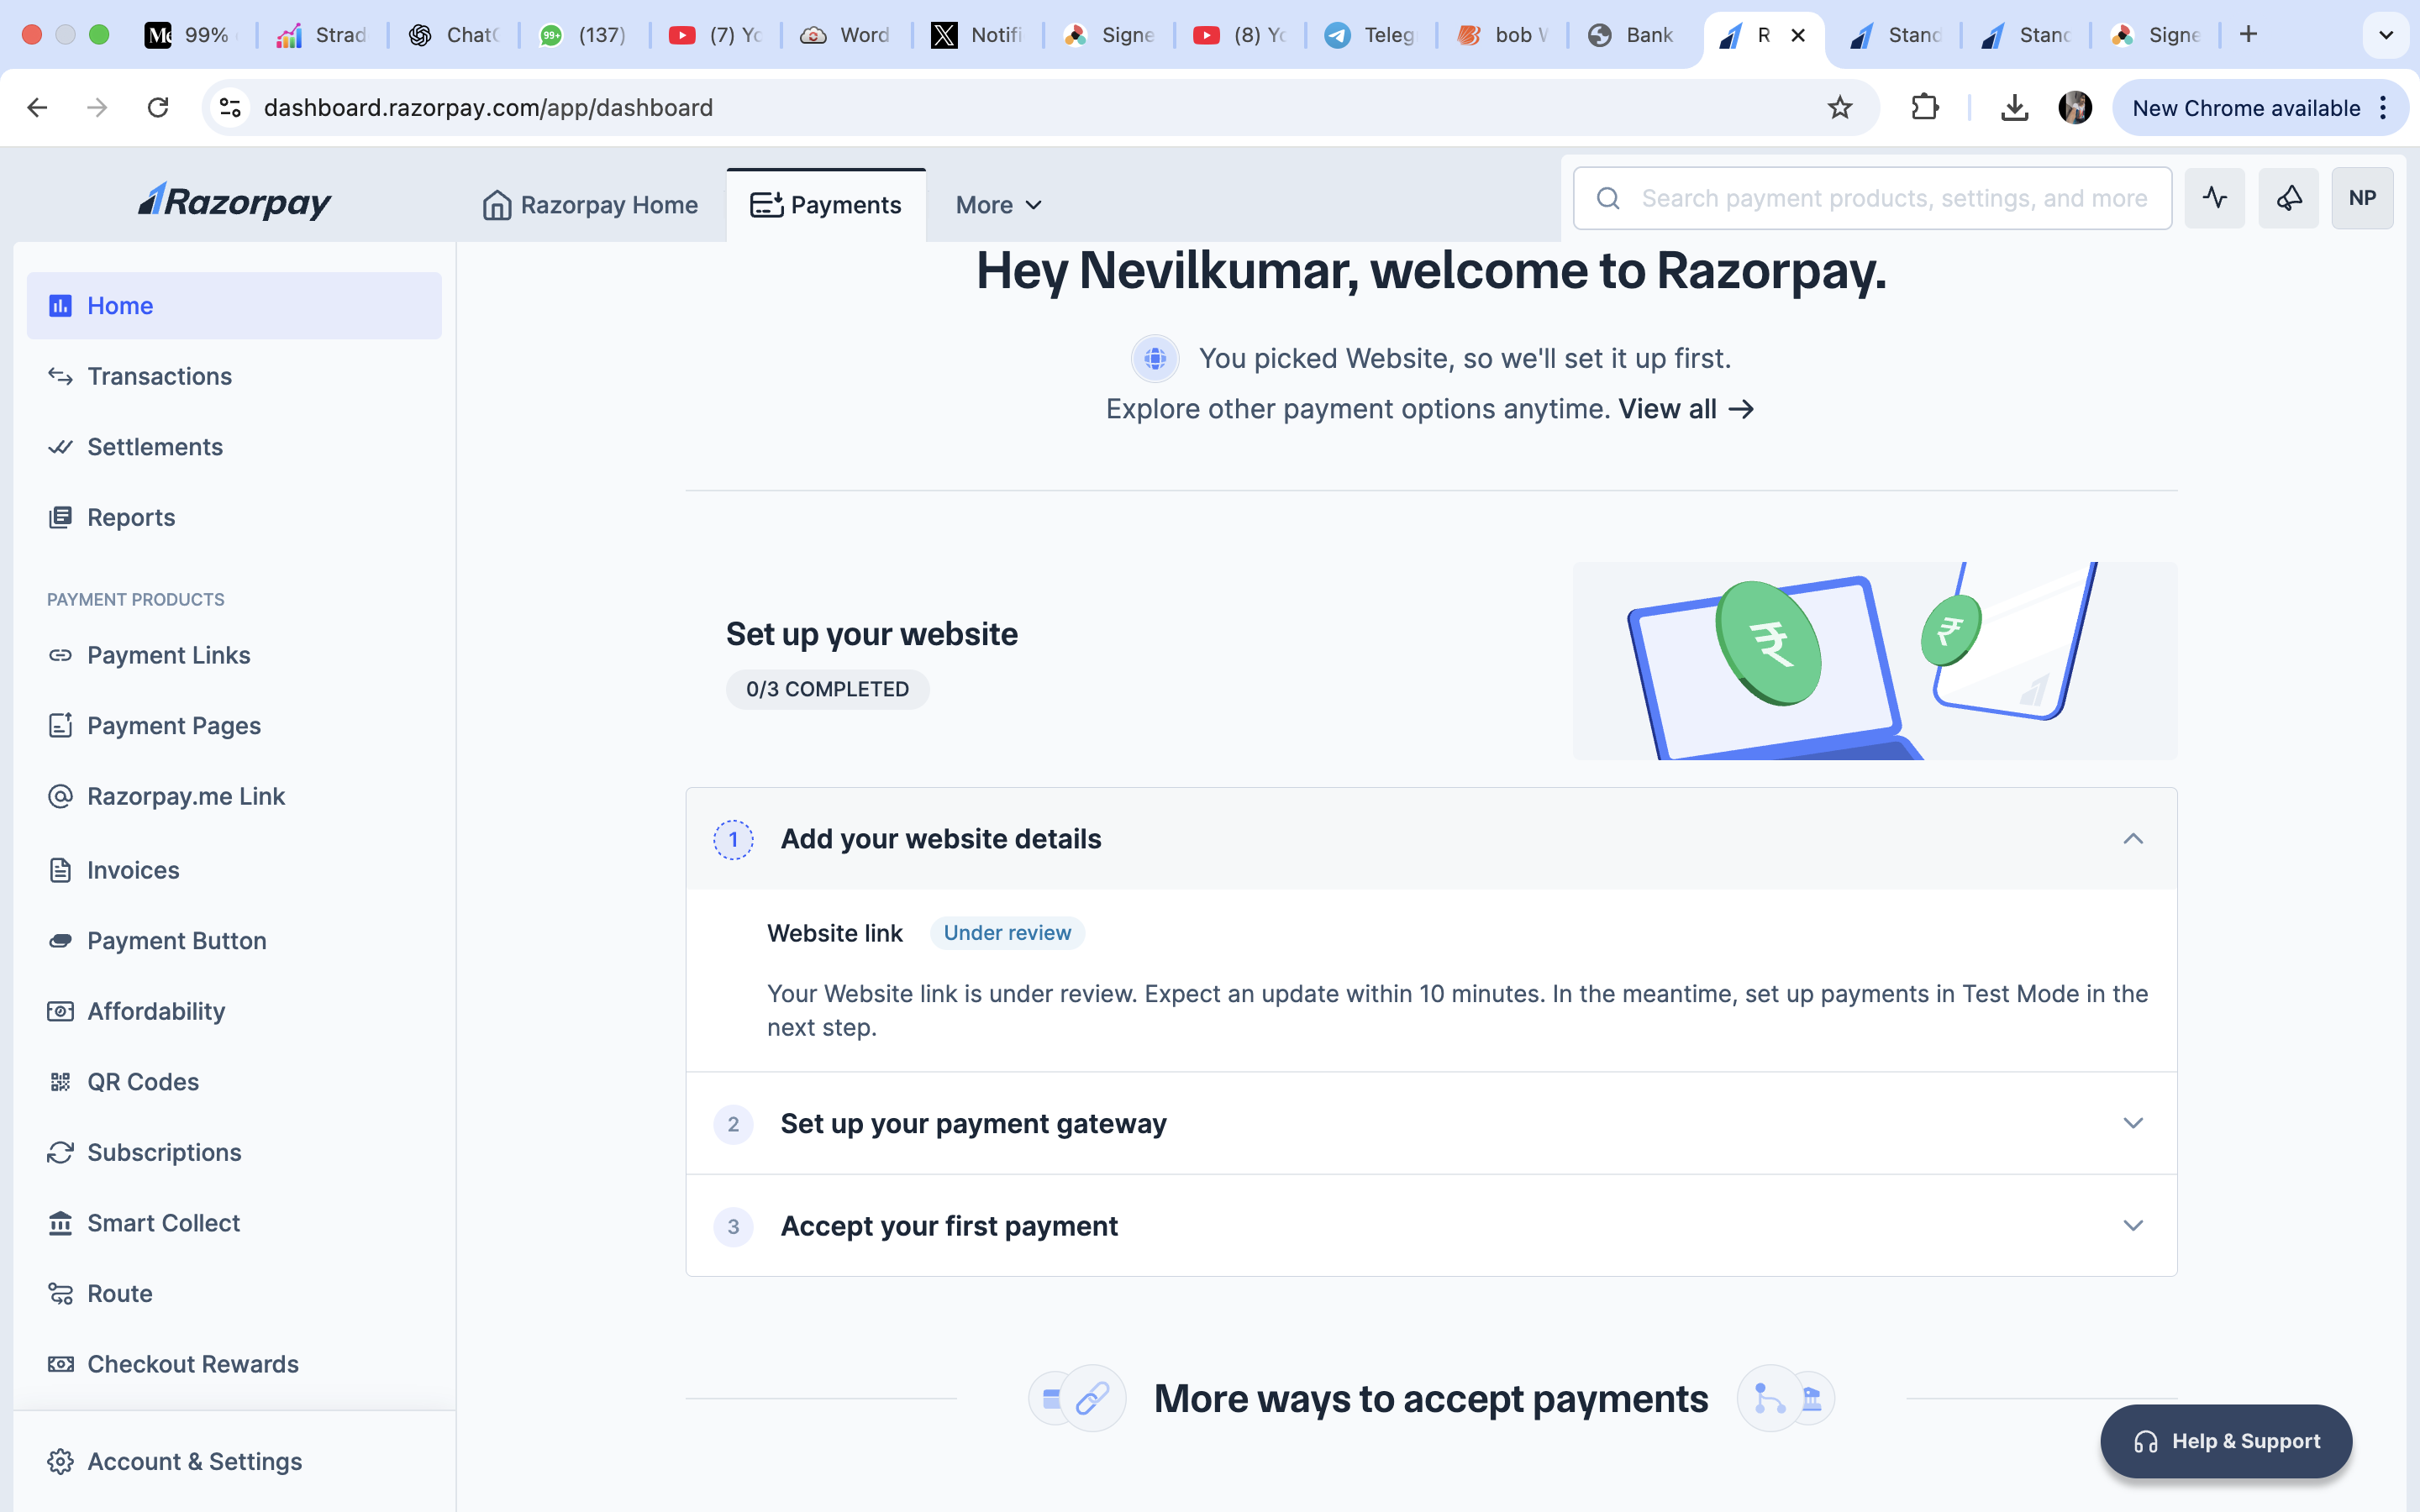 99%
Strad
ChatG
(137)
(7) Yo
Word
Notifi
Signe
(8) Yo
Teleg
bob W
Bank
R
Stand
Stand
Signe
dashboard.razorpay.com/app/dashboard
New Chrome available
Razorpay
Razorpay Home
Payments
More
Search payment products, settings, and more
NP
Home
Transactions
Settlements
Reports
PAYMENT PRODUCTS
Payment Links
Payment Pages
Razorpay.me Link
Invoices
Payment Button
Affordability
QR Codes
Subscriptions
Smart Collect
Route
Checkout Rewards
Account & Settings
Hey Nevilkumar, welcome to Razorpay.
You picked Website, so we'll set it up first.
Explore other payment options anytime. View all →
Set up your website
0/3 COMPLETED
₹
₹
1 Add your website details
Website link Under review
Your Website link is under review. Expect an update within 10 minutes. In the meantime, set up payments in Test Mode in the
next step.
2 Set up your payment gateway
3 Accept your first payment
More ways to accept payments
Help & Support